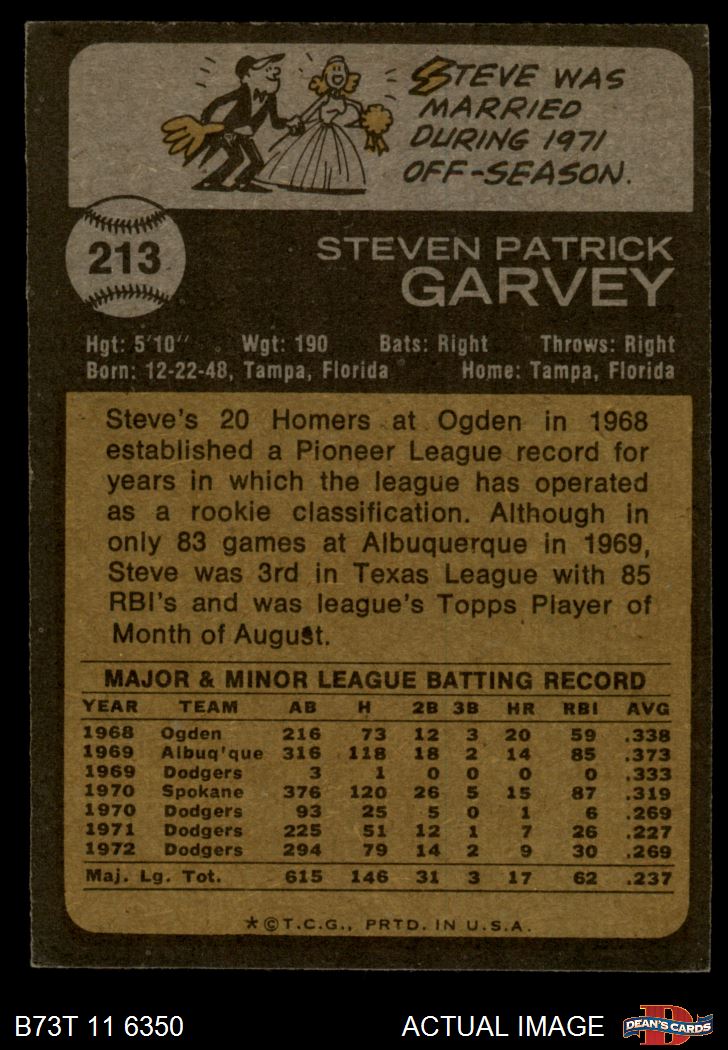 STEVE WAS
MARRIED
DURING 1971
OFF-SEASON.
213
STEVEN PATRICK
GARVEY
Hgt: 5'10" Wgt: 190 Bats: Right Throws: Right
Born: 12-22-48, Tampa, Florida Home: Tampa, Florida
Steve's 20 Homers at Ogden in 1968
established a Pioneer League record for
years in which the league has operated
as a rookie classification. Although in
only 83 games at Albuquerque in 1969,
Steve was 3rd in Texas League with 85
RBI's and was league's Topps Player of
Month of August.
MAJOR & MINOR LEAGUE BATTING RECORD
YEAR TEAM AB H 2B 3B HR RBI AVG
1968 Ogden 216 73 12 3 20 59 .338
1969 Albuq'que 316 118 18 2 14 85 .373
1969 Dodgers 3 1 0 0 0 0 .333
1970 Spokane 376 120 26 5 15 87 .319
1970 Dodgers 93 25 5 0 1 6 .269
1971 Dodgers 225 51 12 1 7 26 .227
1972 Dodgers 294 79 14 2 9 30 .269
Maj. Lg. Tot. 615 146 31 3 17 62 .237
*©T.C.G., PRTD. IN U.S.A.
B73T 11 6350 ACTUAL IMAGE
D
DEAN'S CARDS